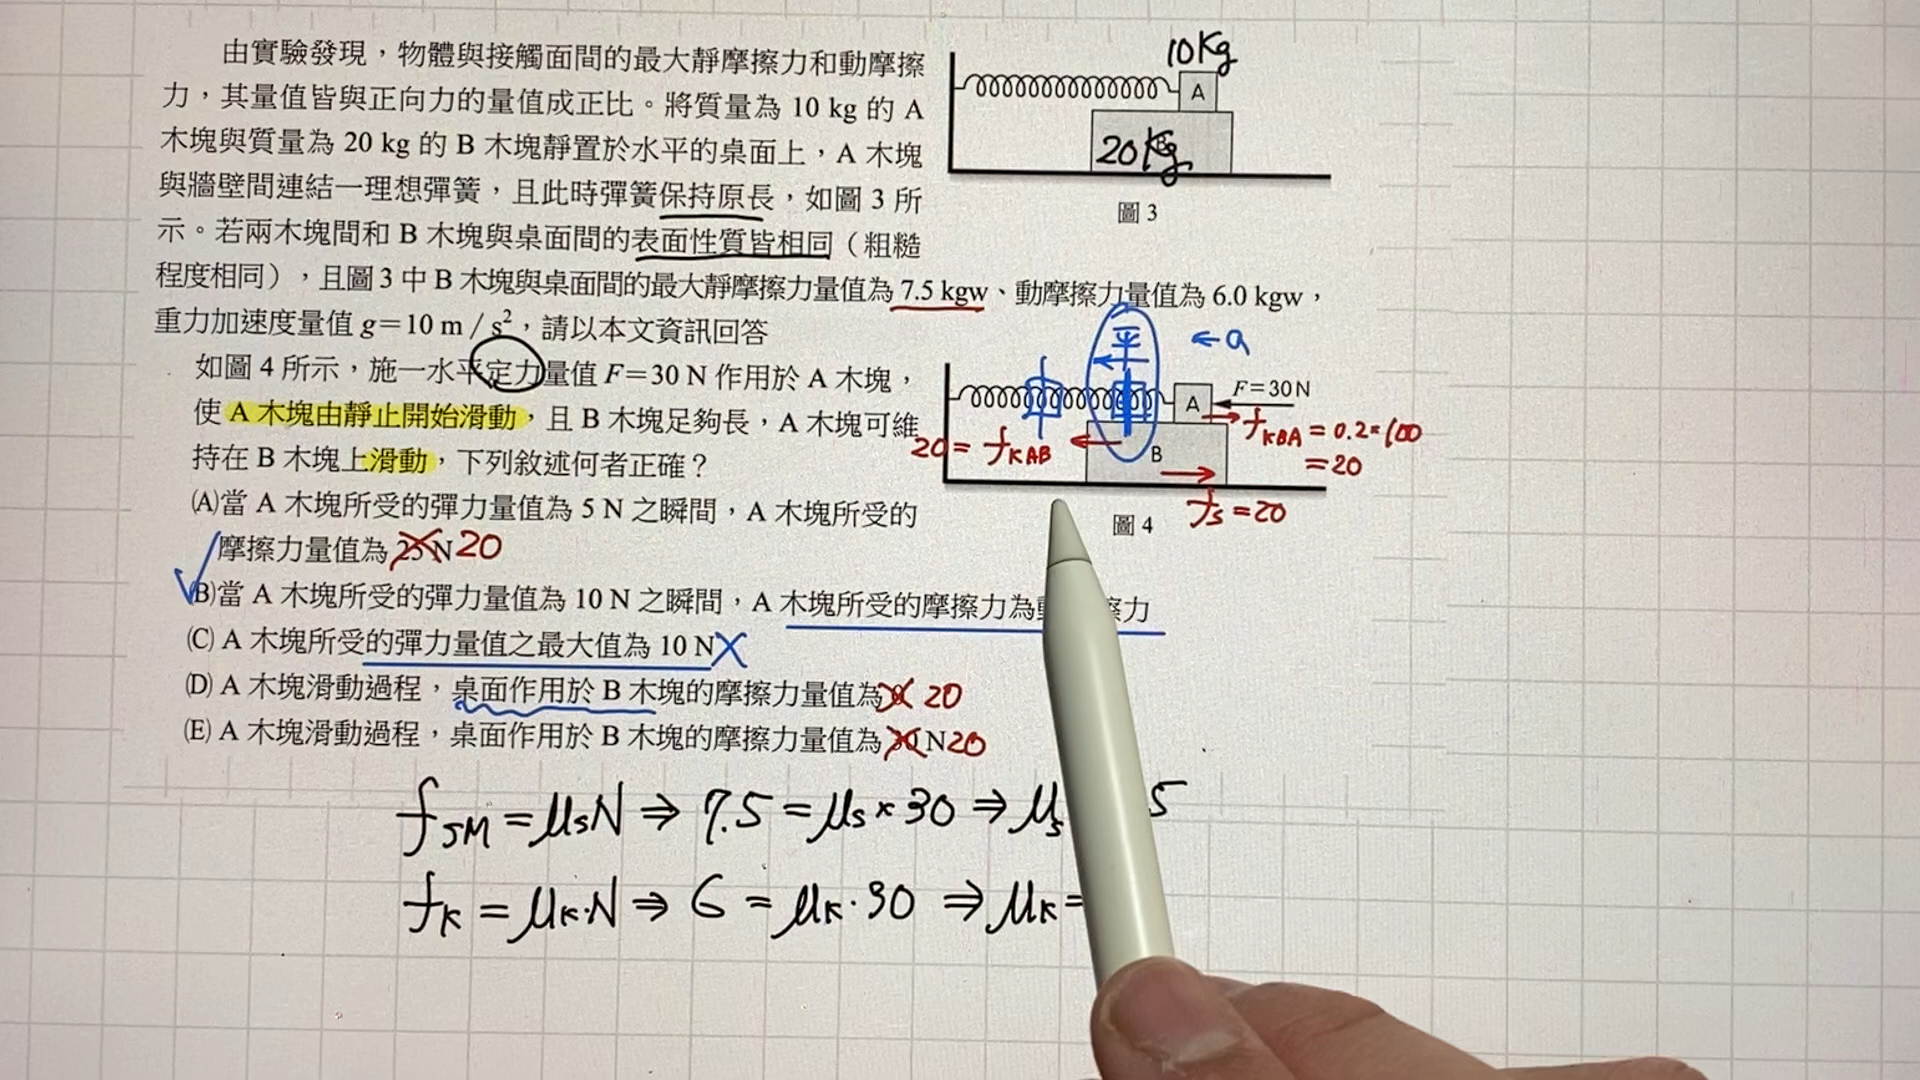 由實驗發現，物體與接觸面間的最大靜摩擦力和動摩擦
力，其量值皆與正向力的量值成正比。將質量為 10 kg 的 A
木塊與質量為 20 kg 的 B 木塊靜置於水平的桌面上，A 木塊
與牆壁間連結一理想彈簧，且此時彈簧保持原長，如圖 3 所
示。若兩木塊間和 B 木塊與桌面間的表面性質皆相同（粗糙
程度相同），且圖 3 中 B 木塊與桌面間的最大靜摩擦力量值為 7.5 kgw、動摩擦力量值為 6.0 kgw，
重力加速度量值 g=10 m / s²，請以本文資訊回答
10Kg
A
20Kg
圖 3
如圖 4 所示，施一水平定力量值 F=30 N 作用於 A 木塊，
使 A 木塊由靜止開始滑動，且 B 木塊足夠長，A 木塊可維
持在 B 木塊上滑動，下列敘述何者正確？
平
←a
A
F=30 N
fKBA = 0.2×100
=20
20= fKAB
B
fs =20
圖 4
(A)當 A 木塊所受的彈力量值為 5 N 之瞬間，A 木塊所受的
摩擦力量值為 25 N 20
(B)當 A 木塊所受的彈力量值為 10 N 之瞬間，A 木塊所受的摩擦力為 力
(C) A 木塊所受的彈力量值之最大值為 10 N X
(D) A 木塊滑動過程，桌面作用於 B 木塊的摩擦力量值為 20
(E) A 木塊滑動過程，桌面作用於 B 木塊的摩擦力量值為 30 N 20
fSM = μsN ⇒ 7.5 = μs × 30 ⇒ μs 5
fK = μK·N ⇒ 6 = μK·30 ⇒ μK =